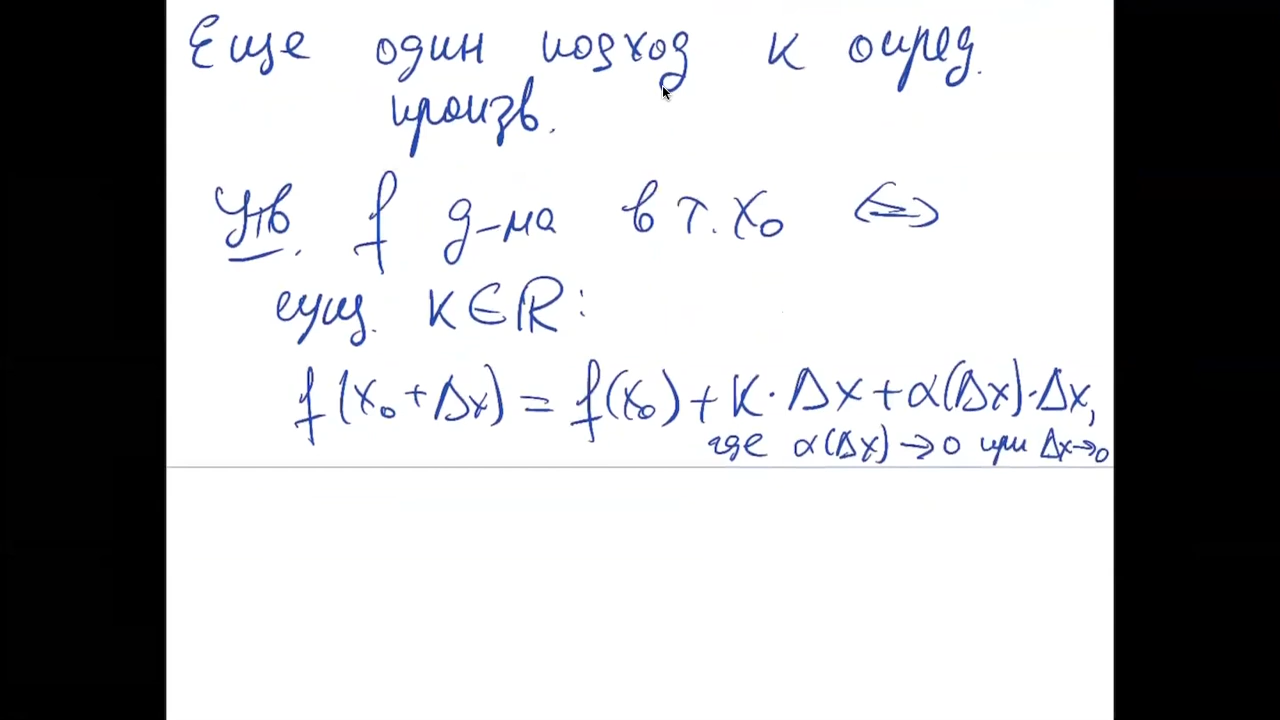 Еще один подход к опред.
произв.
Утв. f д-ма в т. x₀ ⇔
сущ. K∈ℝ:
f(x₀+Δx) = f(x₀) + K·Δx + α(Δx)·Δx,
где α(Δx)→0 при Δx→0